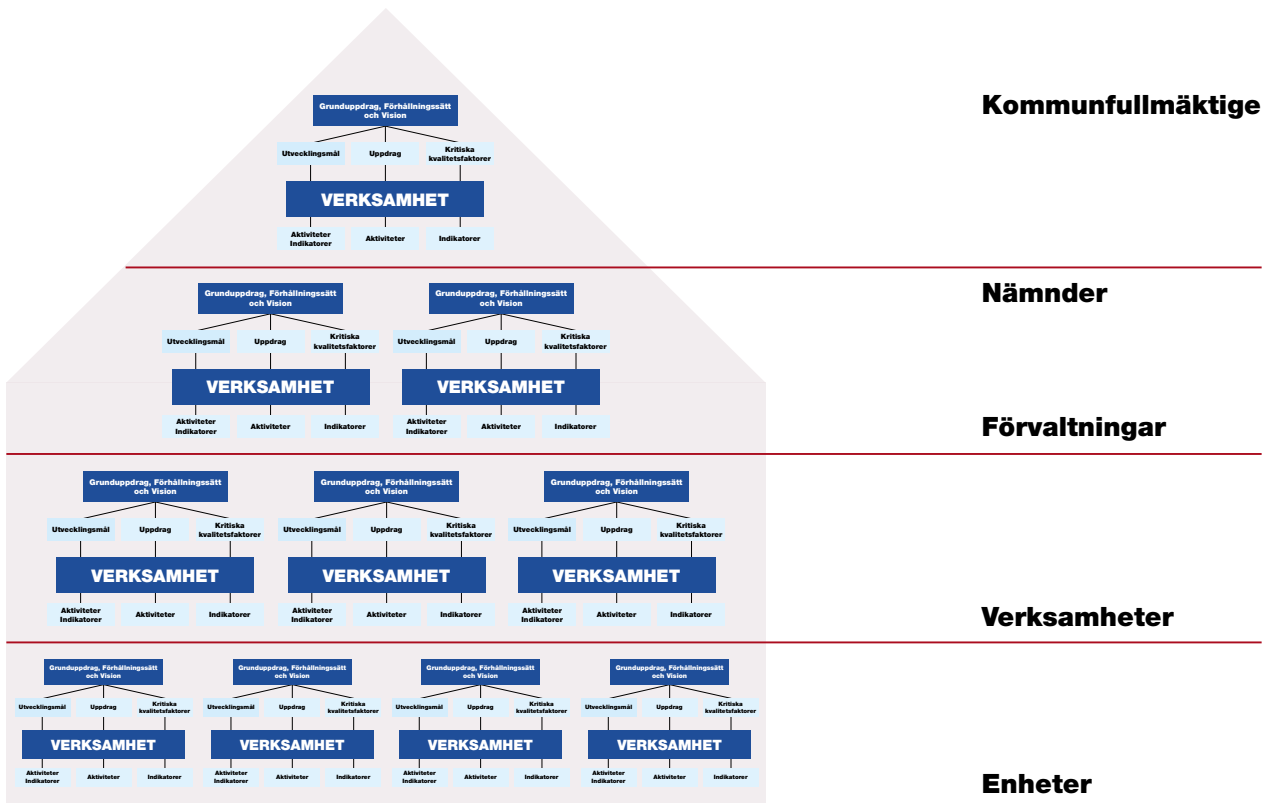 Kommunfullmäktige
Grunduppdrag, Förhållningssätt
och Vision
Utvecklingsmål
Uppdrag
Kritiska
kvalitetsfaktorer
VERKSAMHET
Aktiviteter
Indikatorer
Aktiviteter
Indikatorer
Nämnder
Grunduppdrag, Förhållningssätt
och Vision
Utvecklingsmål
Uppdrag
Kritiska
kvalitetsfaktorer
VERKSAMHET
Aktiviteter
Indikatorer
Aktiviteter
Indikatorer
Grunduppdrag, Förhållningssätt
och Vision
Utvecklingsmål
Uppdrag
Kritiska
kvalitetsfaktorer
VERKSAMHET
Aktiviteter
Indikatorer
Aktiviteter
Indikatorer
Förvaltningar
Grunduppdrag, Förhållningssätt
och Vision
Utvecklingsmål
Uppdrag
Kritiska
kvalitetsfaktorer
VERKSAMHET
Aktiviteter
Indikatorer
Aktiviteter
Indikatorer
Grunduppdrag, Förhållningssätt
och Vision
Utvecklingsmål
Uppdrag
Kritiska
kvalitetsfaktorer
VERKSAMHET
Aktiviteter
Indikatorer
Aktiviteter
Indikatorer
Grunduppdrag, Förhållningssätt
och Vision
Utvecklingsmål
Uppdrag
Kritiska
kvalitetsfaktorer
VERKSAMHET
Aktiviteter
Indikatorer
Aktiviteter
Indikatorer
Verksamheter
Grunduppdrag, Förhållningssätt
och Vision
Utvecklingsmål
Uppdrag
Kritiska
kvalitetsfaktorer
VERKSAMHET
Aktiviteter
Indikatorer
Aktiviteter
Indikatorer
Grunduppdrag, Förhållningssätt
och Vision
Utvecklingsmål
Uppdrag
Kritiska
kvalitetsfaktorer
VERKSAMHET
Aktiviteter
Indikatorer
Aktiviteter
Indikatorer
Grunduppdrag, Förhållningssätt
och Vision
Utvecklingsmål
Uppdrag
Kritiska
kvalitetsfaktorer
VERKSAMHET
Aktiviteter
Indikatorer
Aktiviteter
Indikatorer
Grunduppdrag, Förhållningssätt
och Vision
Utvecklingsmål
Uppdrag
Kritiska
kvalitetsfaktorer
VERKSAMHET
Aktiviteter
Indikatorer
Aktiviteter
Indikatorer
Enheter